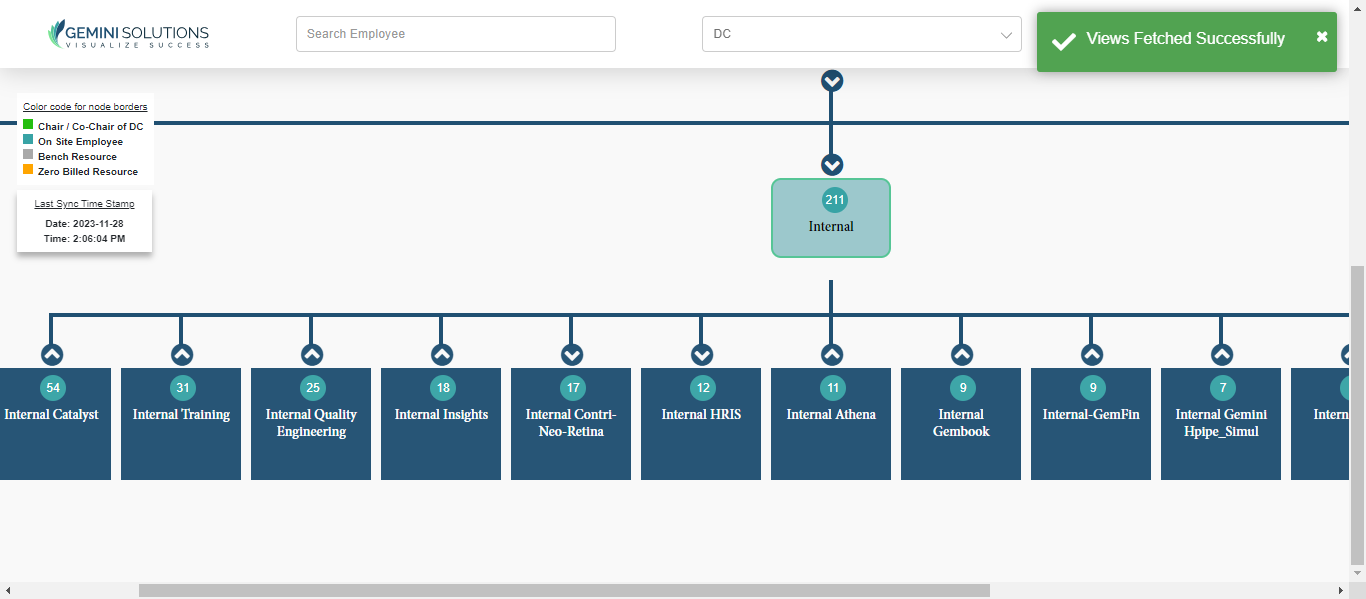 GEMINI SOLUTIONS
VISUALIZE SUCCESS
Search Employee
DC
Views Fetched Successfully
Color code for node borders
Chair / Co-Chair of DC
On Site Employee
Bench Resource
Zero Billed Resource
Last Sync Time Stamp
Date: 2023-11-28
Time: 2:06:04 PM
211
Internal
54
Internal Catalyst
31
Internal Training
25
Internal Quality
Engineering
18
Internal Insights
17
Internal Contri-
Neo-Retina
12
Internal HRIS
11
Internal Athena
9
Internal
Gembook
9
Internal-GemFin
7
Internal Gemini
Hpipe_Simul
Intern